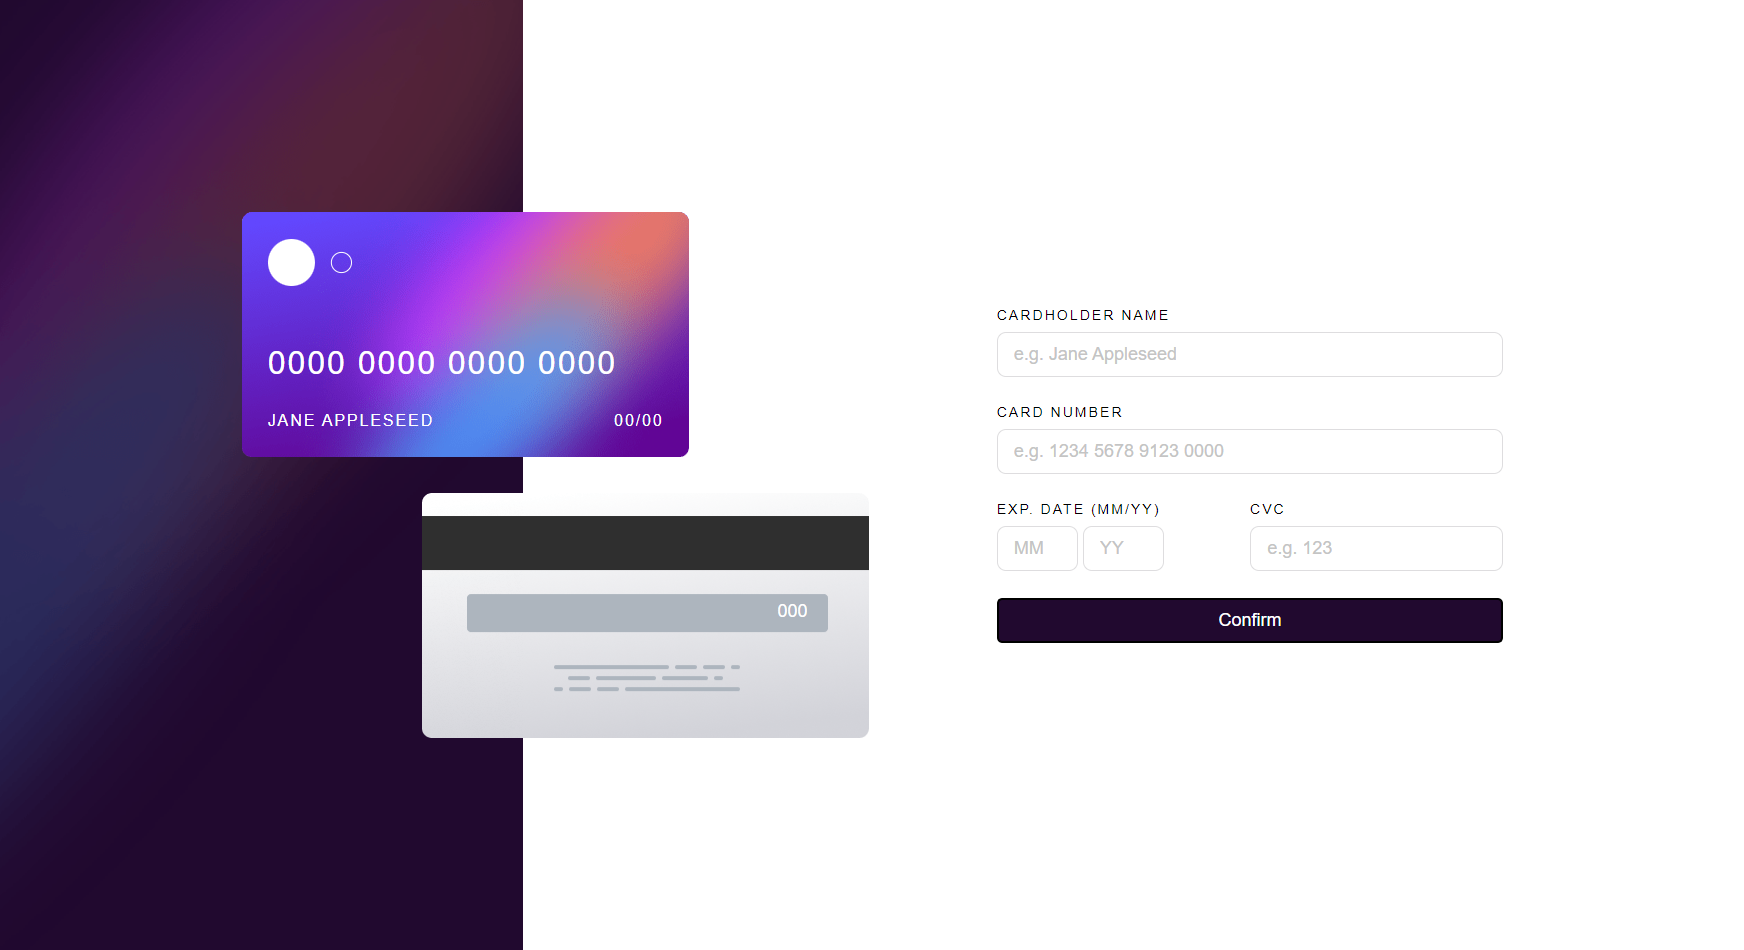 0000 0000 0000 0000
JANE APPLESEED 00/00
000
CARDHOLDER NAME
e.g. Jane Appleseed
CARD NUMBER
e.g. 1234 5678 9123 0000
EXP. DATE (MM/YY) CVC
MM YY e.g. 123
Confirm